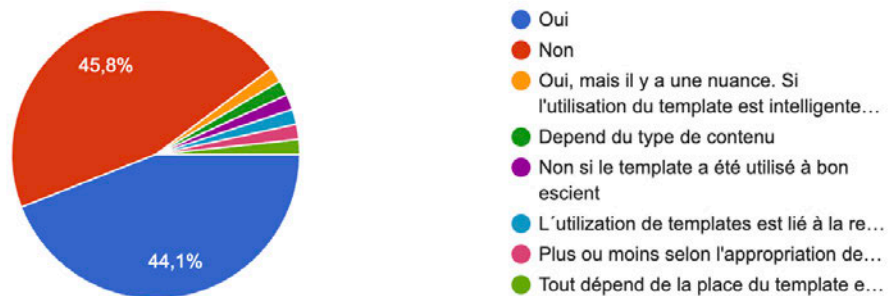 45,8%
44,1%
Oui
Non
Oui, mais il y a une nuance. Si
l'utilisation du template est intelligente…
Depend du type de contenu
Non si le template a été utilisé à bon
escient
L´utilization de templates est lié à la re…
Plus ou moins selon l'appropriation de…
Tout dépend de la place du template e…